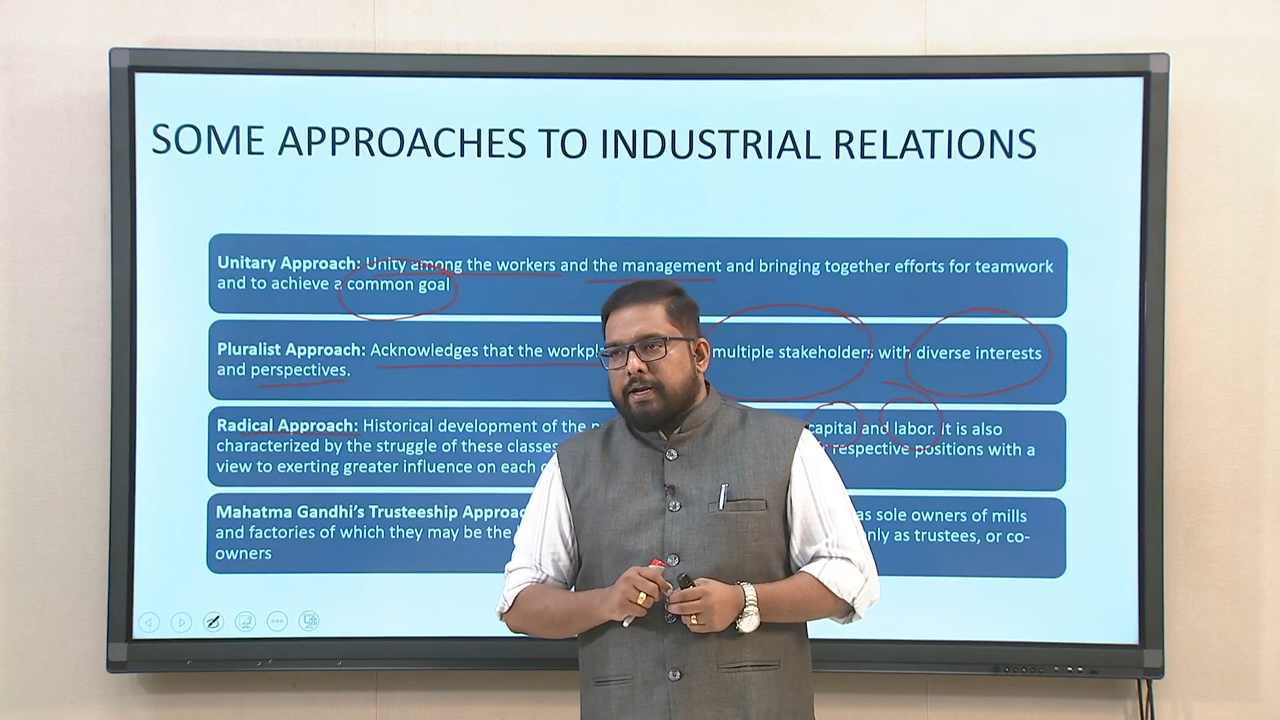 SOME APPROACHES TO INDUSTRIAL RELATIONS
Unitary Approach: Unity among the workers and the management and bringing together efforts for teamwork
and to achieve a common goal
Pluralist Approach: Acknowledges that the multiple stakeholders with diverse interests
and perspectives.
Radical Approach: Historical development of the capital and labor. It is also
characterized by the struggle of these classes respective positions with a
view to exerting greater influence on each
Mahatma Gandhi's Trusteeship as sole owners of mills
and factories of which they may be the only as trustees, or co-
owners